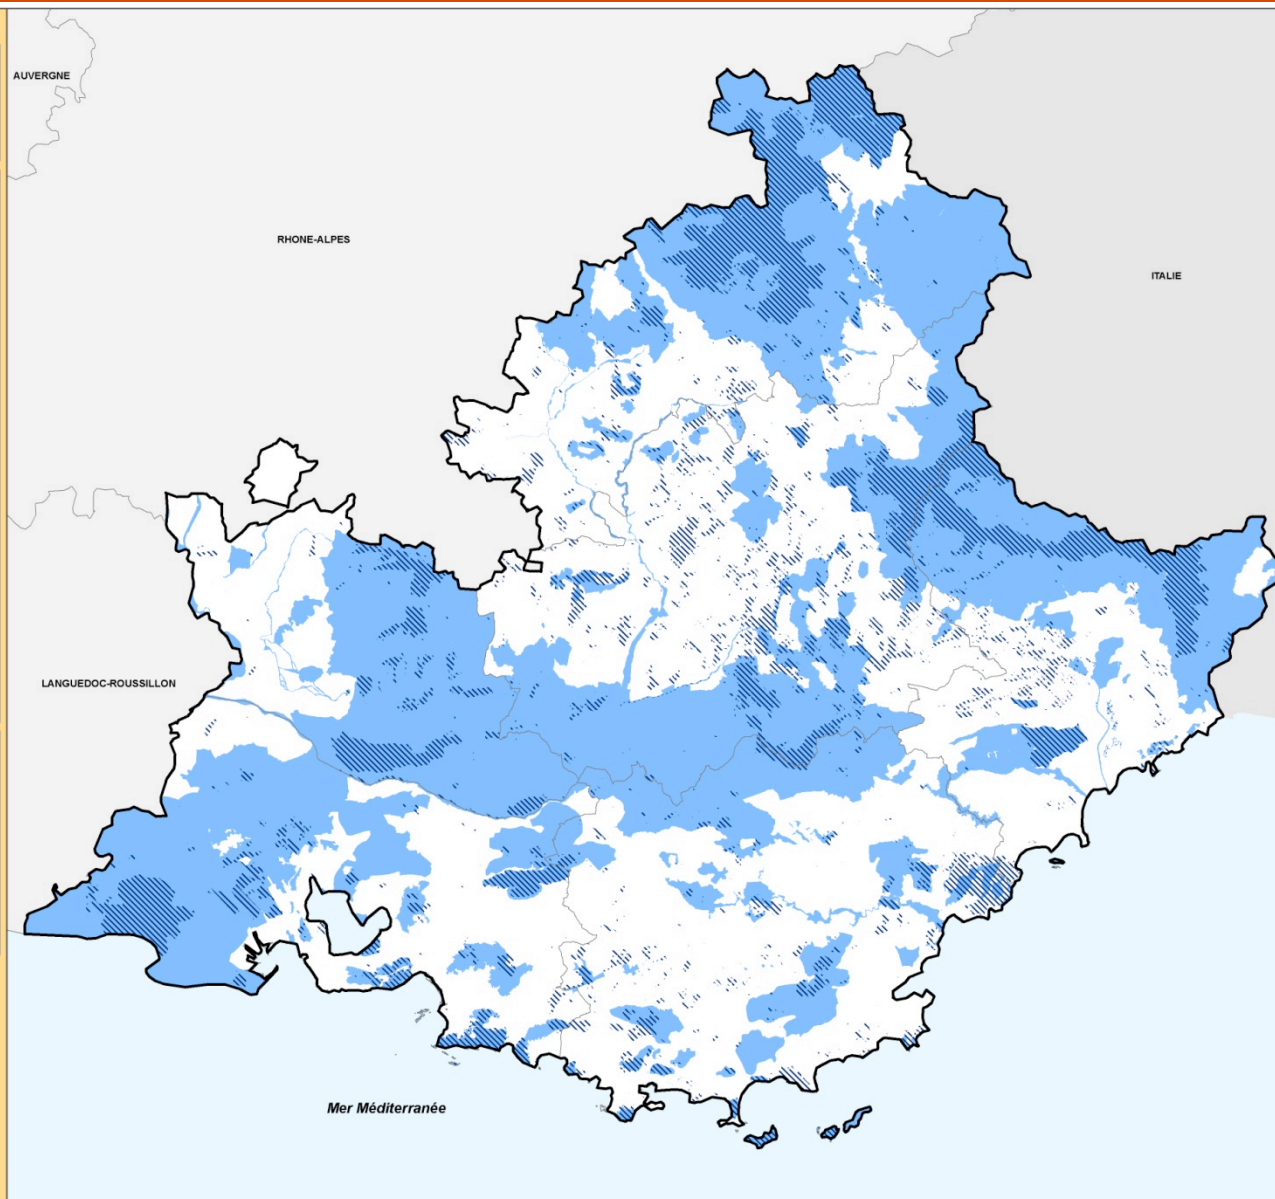 AUVERGNE
RHONE-ALPES
ITALIE
LANGUEDOC-ROUSSILLON
Mer Méditerranée